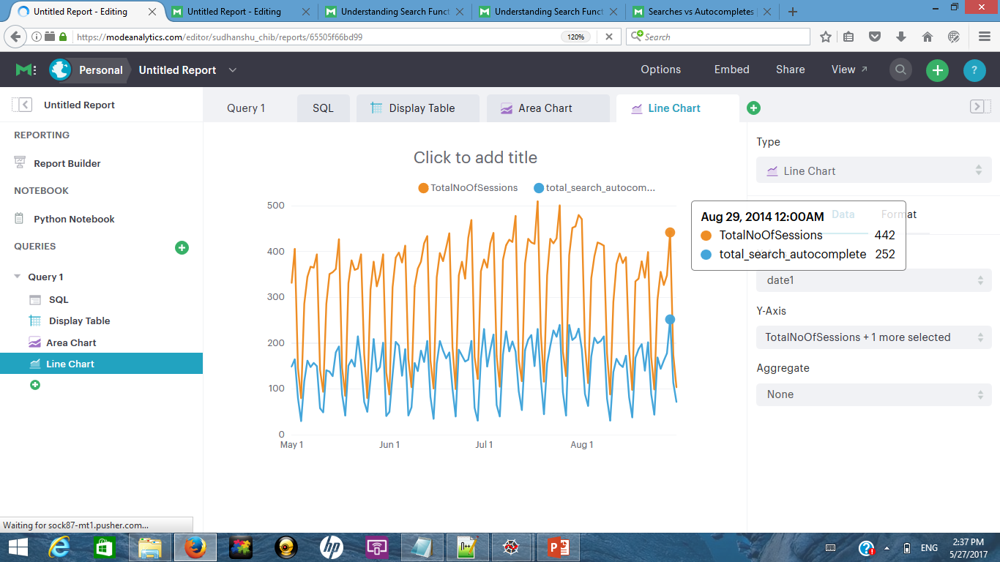 Untitled Report - Editing
Untitled Report - Editing
Understanding Search Funct
Understanding Search Funct
Searches vs Autocompletes
https://modeanalytics.com/editor/sudhanshu_chib/reports/65505f66bd99
120%
Search
Personal
Untitled Report
Options
Embed
Share
View
?
Untitled Report
Query 1
SQL
Display Table
Area Chart
Line Chart
REPORTING
Report Builder
NOTEBOOK
Python Notebook
QUERIES
Query 1
SQL
Display Table
Area Chart
Line Chart
Click to add title
TotalNoOfSessions
total_search_autocom...
500
400
300
200
100
0
May 1
Jun 1
Jul 1
Aug 1
Type
Line Chart
Data
Format
Aug 29, 2014 12:00AM
TotalNoOfSessions 442
total_search_autocomplete 252
date1
Y-Axis
TotalNoOfSessions + 1 more selected
Aggregate
None
Waiting for sock87-mt1.pusher.com...
ENG
2:37 PM
5/27/2017